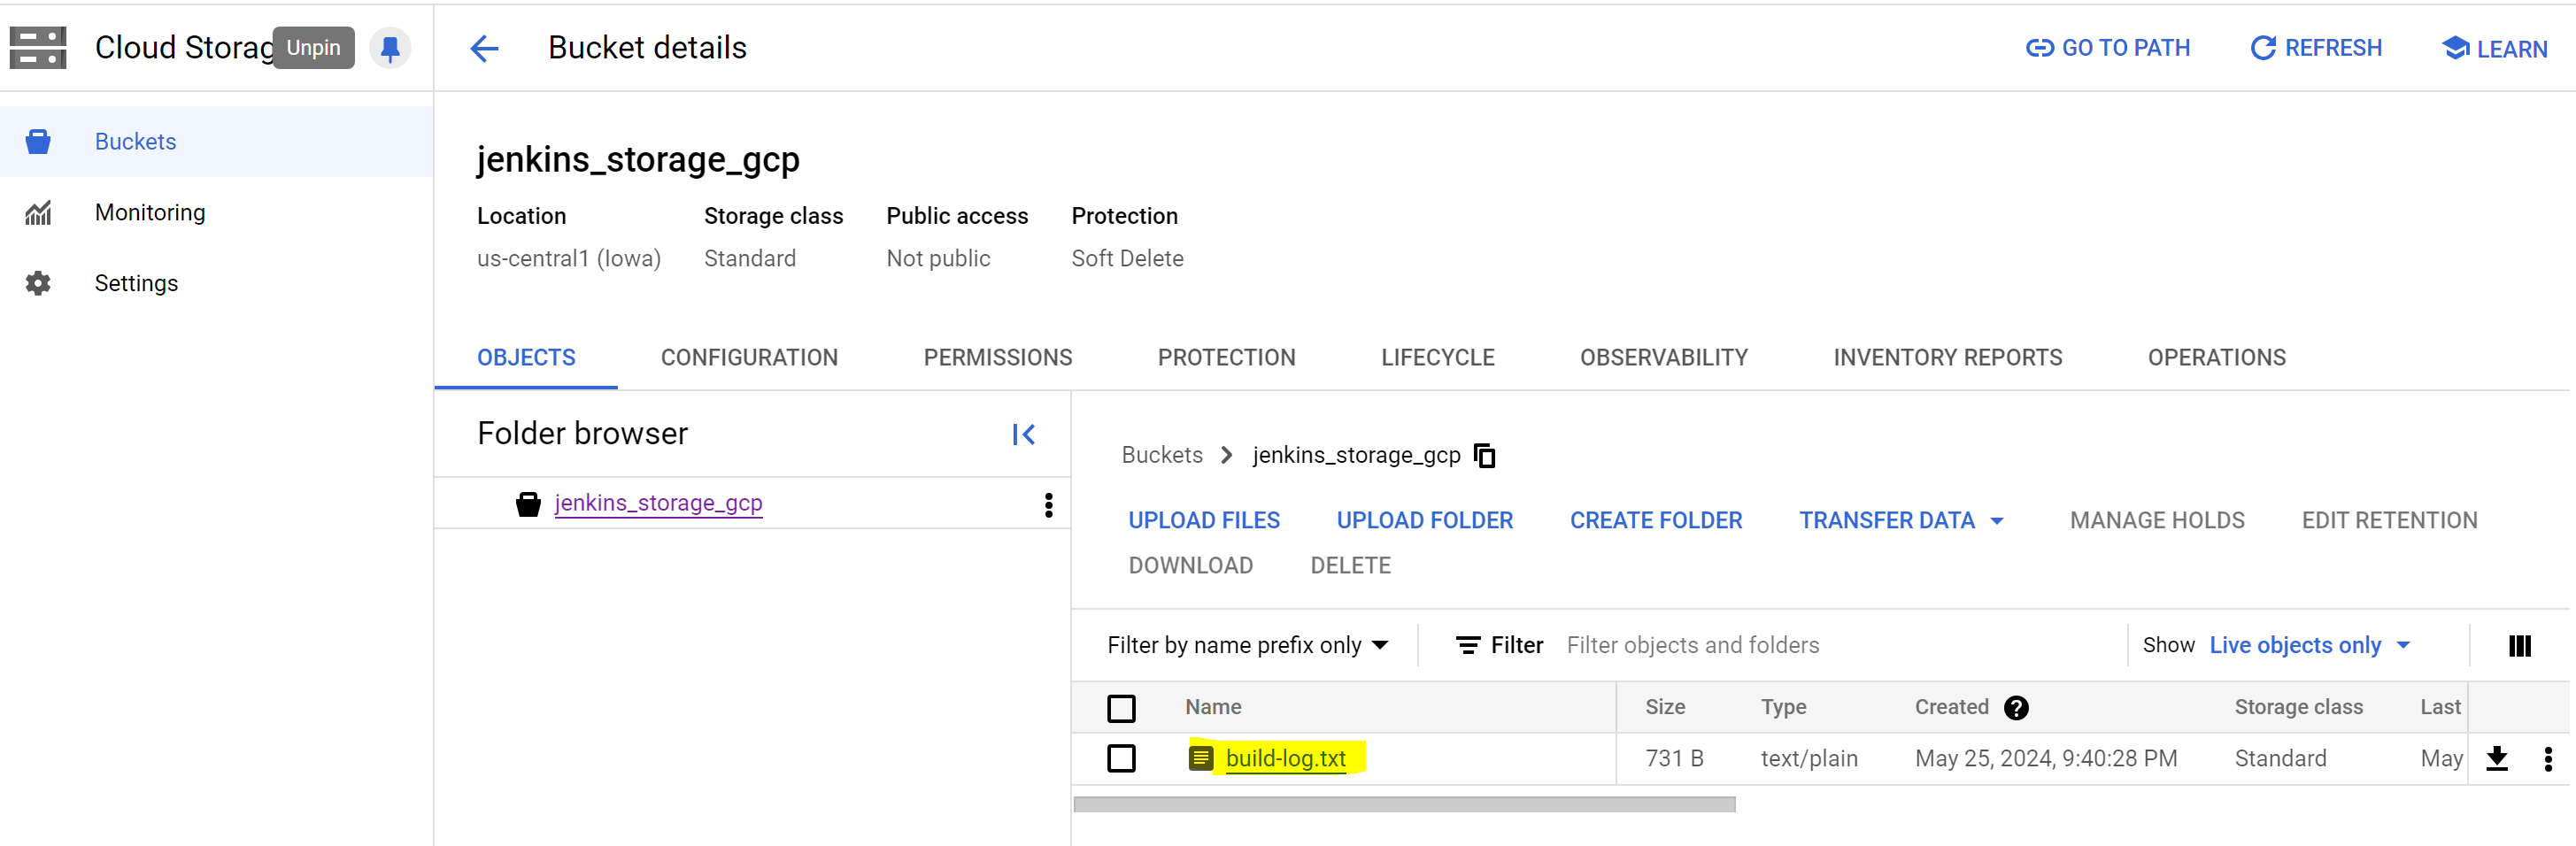 Cloud Storag
Unpin
Bucket details
GO TO PATH
REFRESH
LEARN
Buckets
Monitoring
Settings
jenkins_storage_gcp
Location Storage class Public access Protection
us-central1 (Iowa) Standard Not public Soft Delete
OBJECTS CONFIGURATION PERMISSIONS PROTECTION LIFECYCLE OBSERVABILITY INVENTORY REPORTS OPERATIONS
Folder browser
jenkins_storage_gcp
Buckets > jenkins_storage_gcp
UPLOAD FILES UPLOAD FOLDER CREATE FOLDER TRANSFER DATA MANAGE HOLDS EDIT RETENTION
DOWNLOAD DELETE
Filter by name prefix only Filter Filter objects and folders Show Live objects only
Name Size Type Created Storage class Last
build-log.txt 731 B text/plain May 25, 2024, 9:40:28 PM Standard May